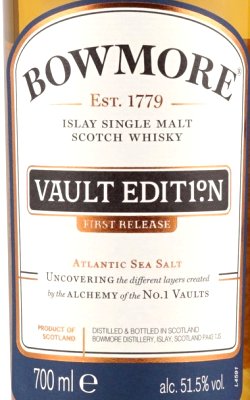 BOWMORE
EST. 1779
ISLAY SINGLE MALT
SCOTCH WHISKY
VAULT EDIT1º.N
FIRST RELEASE
ATLANTIC SEA SALT
UNCOVERING the different layers created
by the ALCHEMY of the No.1 VAULTS
PRODUCT OF
SCOTLAND
DISTILLED & BOTTLED IN SCOTLAND
BOWMORE DISTILLERY, ISLAY, SCOTLAND PA43 7JS
700 ml e
alc. 51.5% vol.